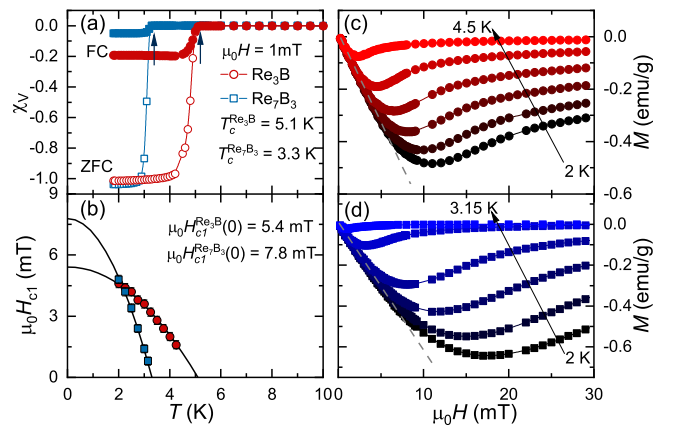 (a)
0.0
-0.2
-0.4
-0.6
-0.8
-1.0
χV
FC
ZFC
μ0H = 1mT
Re3B
Re7B3
TcRe3B = 5.1 K
TcRe7B3 = 3.3 K
(b)
μ0Hc1Re3B(0) = 5.4 mT
μ0Hc1Re7B3(0) = 7.8 mT
8
4
0
μ0Hc1 (mT)
0 2 4 6 8 10
T (K)
(c)
4.5 K
2 K
0.0
-0.2
-0.4
-0.6
M (emu/g)
(d)
3.15 K
2 K
0.0
-0.2
-0.4
-0.6
M (emu/g)
0 10 20 30
μ0H (mT)